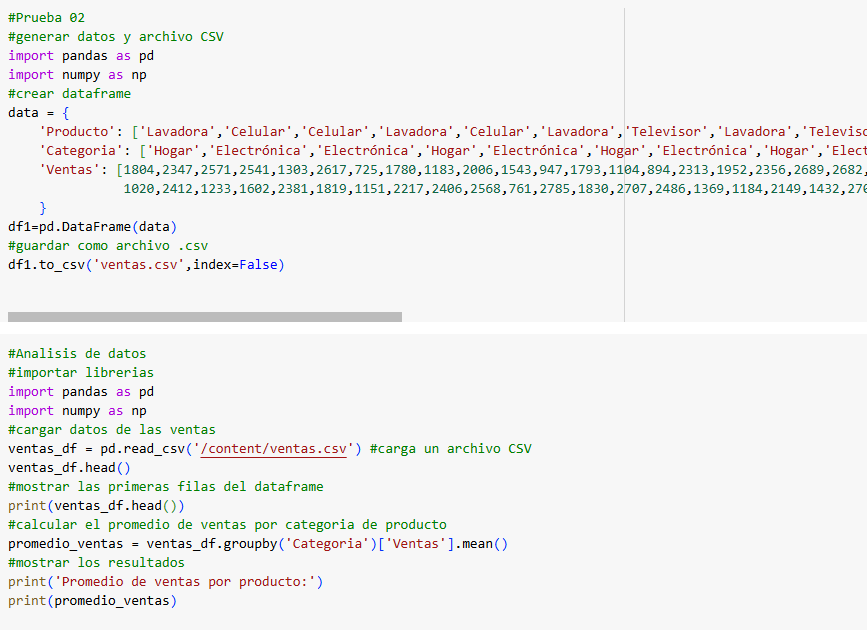 #Prueba 02
#generar datos y archivo CSV
import pandas as pd
import numpy as np
#crear dataframe
data = {
    'Producto': ['Lavadora','Celular','Celular','Lavadora','Celular','Lavadora','Televisor','Lavadora','Televiso
    'Categoria': ['Hogar','Electrónica','Electrónica','Hogar','Electrónica','Hogar','Electrónica','Hogar','Elect
    'Ventas': [1804,2347,2571,2541,1303,2617,725,1780,1183,2006,1543,947,1793,1104,894,2313,1952,2356,2689,2682,
               1020,2412,1233,1602,2381,1819,1151,2217,2406,2568,761,2785,1830,2707,2486,1369,1184,2149,1432,270
    }
df1=pd.DataFrame(data)
#guardar como archivo .csv
df1.to_csv('ventas.csv',index=False)
#Analisis de datos
#importar librerias
import pandas as pd
import numpy as np
#cargar datos de las ventas
ventas_df = pd.read_csv('/content/ventas.csv') #carga un archivo CSV
ventas_df.head()
#mostrar las primeras filas del dataframe
print(ventas_df.head())
#calcular el promedio de ventas por categoria de producto
promedio_ventas = ventas_df.groupby('Categoria')['Ventas'].mean()
#mostrar los resultados
print('Promedio de ventas por producto:')
print(promedio_ventas)